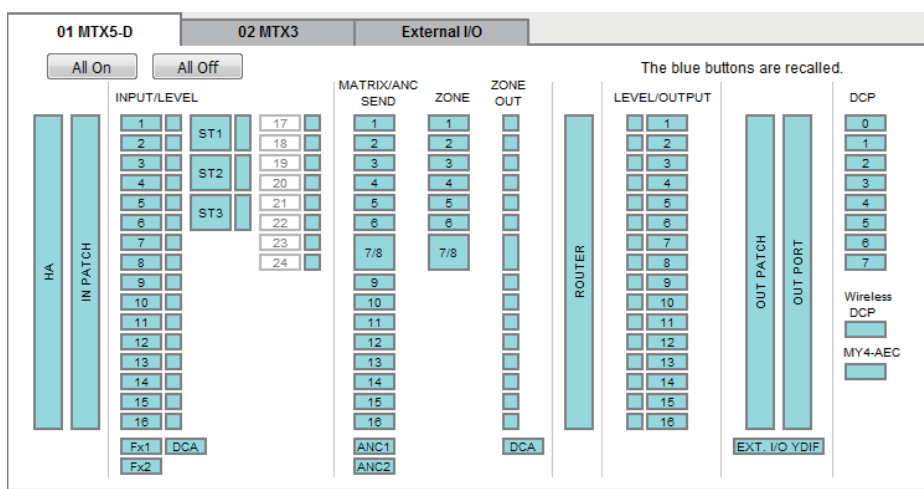 01 MTX5-D 02 MTX3 External I/O
All On All Off The blue buttons are recalled.
INPUT/LEVEL MATRIX/ANC SEND ZONE ZONE OUT LEVEL/OUTPUT DCP
1 ST1 17 1 1 1 0
2 18 2 2 2 1
3 ST2 19 3 3 3 2
4 20 4 4 4 3
5 ST3 21 5 5 5 4
6 22 6 6 6 5
7 23 7/8 7/8 7 6
8 24 8 7
9 9 9
10 10 10
11 11 11
12 12 12
13 13 13
14 14 14
15 15 15
16 16 16
HA
IN PATCH
ROUTER
OUT PATCH
OUT PORT
Wireless
DCP
MY4-AEC
Fx1 DCA ANC1 DCA EXT. I/O YDIF
Fx2 ANC2